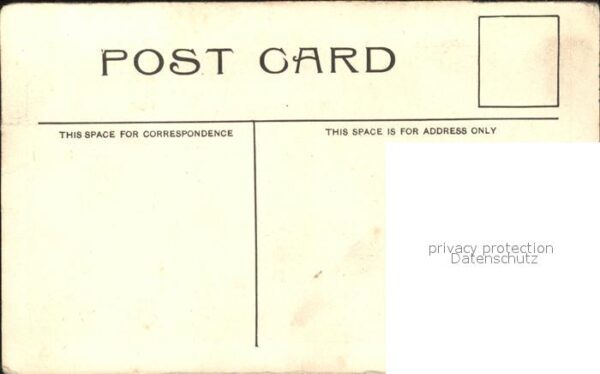 POST CARD
THIS SPACE FOR CORRESPONDENCE
THIS SPACE IS FOR ADDRESS ONLY
privacy protection
Datenschutz